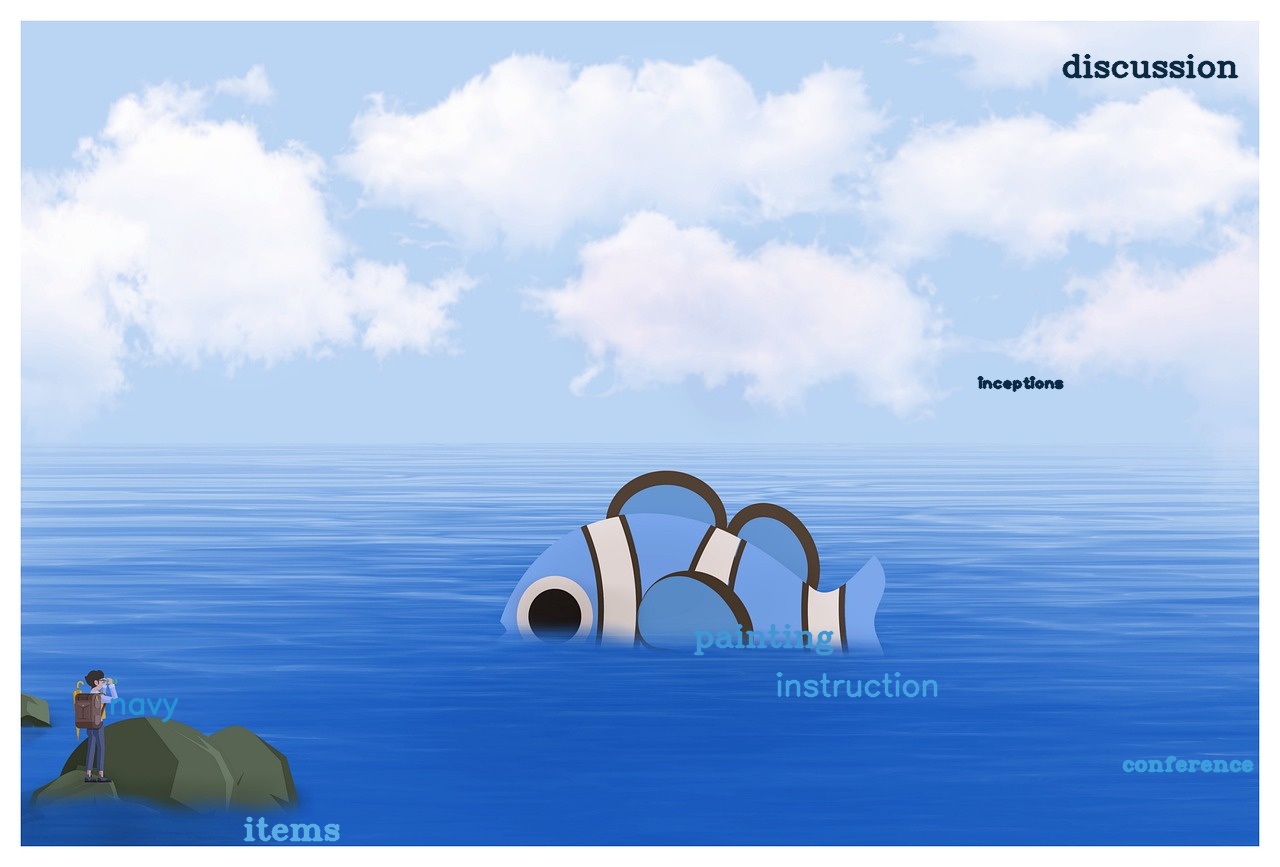 discussion
inceptions
painting
instruction
navy
conference
items